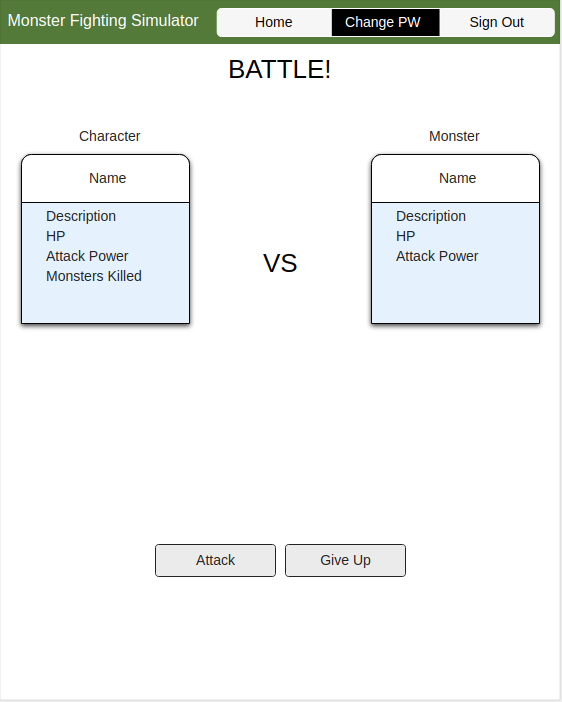 Monster Fighting Simulator Home Change PW Sign Out
BATTLE!
Character
Monster
Name
Description
HP
Attack Power
Monsters Killed
VS
Name
Description
HP
Attack Power
Attack
Give Up